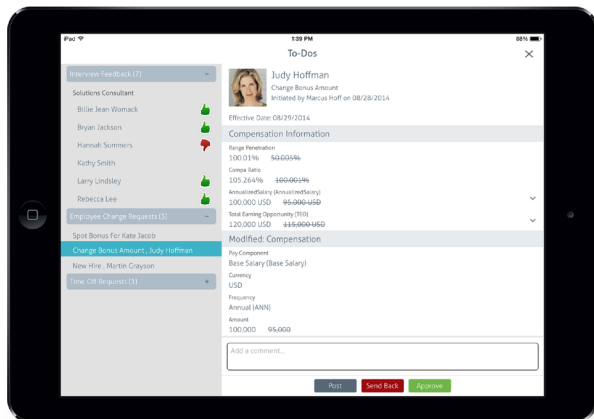 iPad 1:39 PM 88%
To-Dos
Interview Feedback (7) −
Solutions Consultant
Billie Jean Womack
Bryan Jackson
Hannah Summers
Kathy Smith
Larry Lindsley
Rebecca Lee
Employee Change Requests (3) −
Spot Bonus For Kate Jacob
Change Bonus Amount , Judy Hoffman
New Hire , Martin Grayson
Time Off Requests (1) +
Judy Hoffman
Change Bonus Amount
Initiated by Marcus Hoff on 08/28/2014
Effective Date: 08/29/2014
Compensation Information
Range Penetration
100.01% 50.005%
Compa Ratio
105.264% 100.001%
AnnualizedSalary (AnnualizedSalary)
100,000 USD 95,000 USD
Total Earning Opportunity (TEO)
120,000 USD 115,000 USD
Modified: Compensation
Pay Component
Base Salary (Base Salary)
Currency
USD
Frequency
Annual (ANN)
Amount
100,000 95,000
Add a comment...
Post Send Back Approve